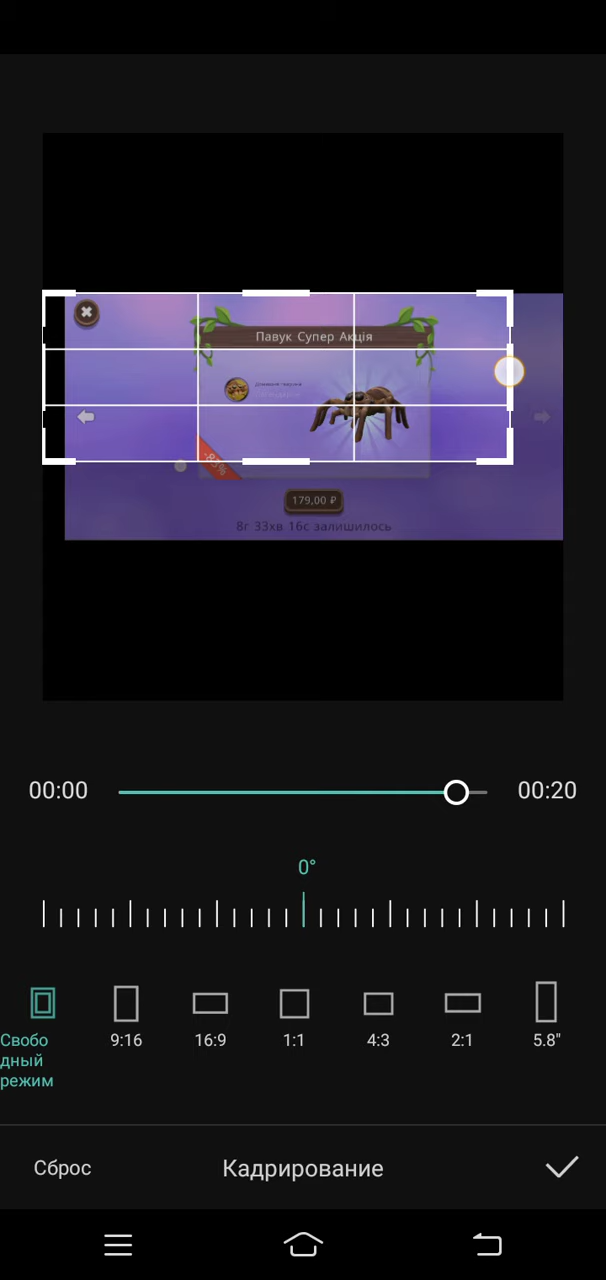 Павук Супер Акція
-83%
179,00 ₽
8г 33хв 16с залишилось
00:00
00:20
0°
Свобо
дный
режим
9:16
16:9
1:1
4:3
2:1
5.8"
Сброс
Кадрирование